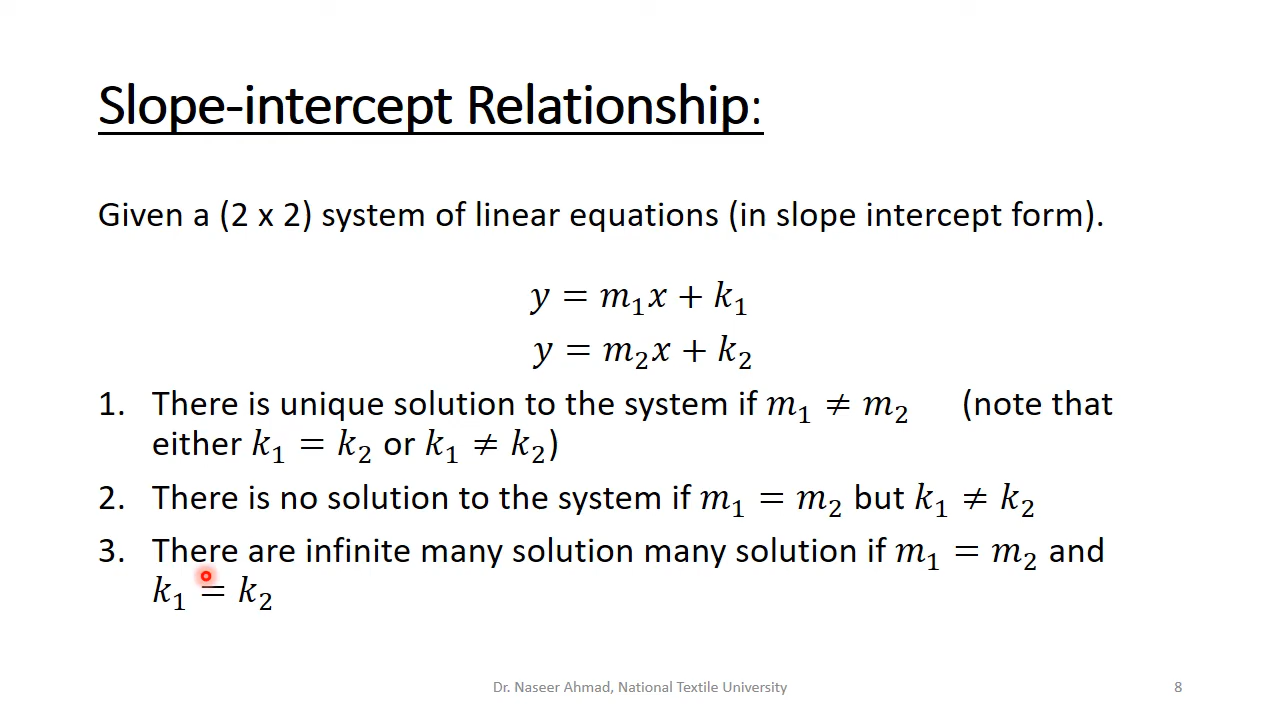 Slope-intercept Relationship:
Given a (2 x 2) system of linear equations (in slope intercept form).
y = m₁x + k₁
y = m₂x + k₂
1. There is unique solution to the system if m₁ ≠ m₂ (note that
either k₁ = k₂ or k₁ ≠ k₂)
2. There is no solution to the system if m₁ = m₂ but k₁ ≠ k₂
3. There are infinite many solution many solution if m₁ = m₂ and
k₁ = k₂
Dr. Naseer Ahmad, National Textile University 8